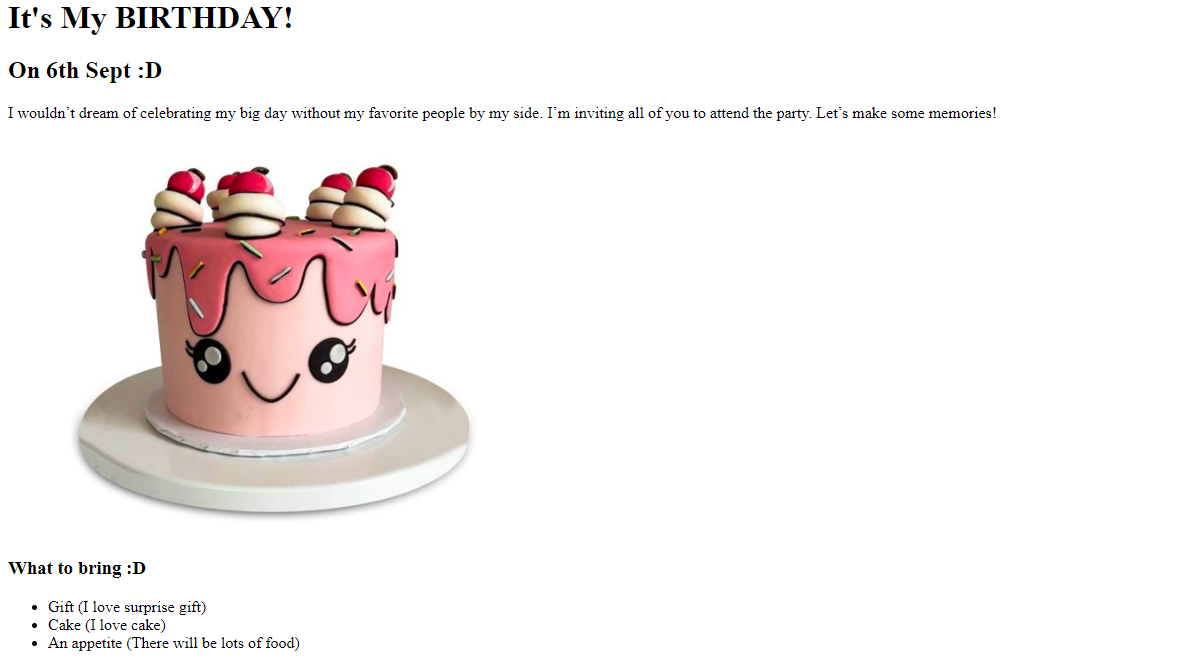 It's My BIRTHDAY!
On 6th Sept :D
I wouldn’t dream of celebrating my big day without my favorite people by my side. I’m inviting all of you to attend the party. Let’s make some memories!
What to bring :D
• Gift (I love surprise gift)
• Cake (I love cake)
• An appetite (There will be lots of food)